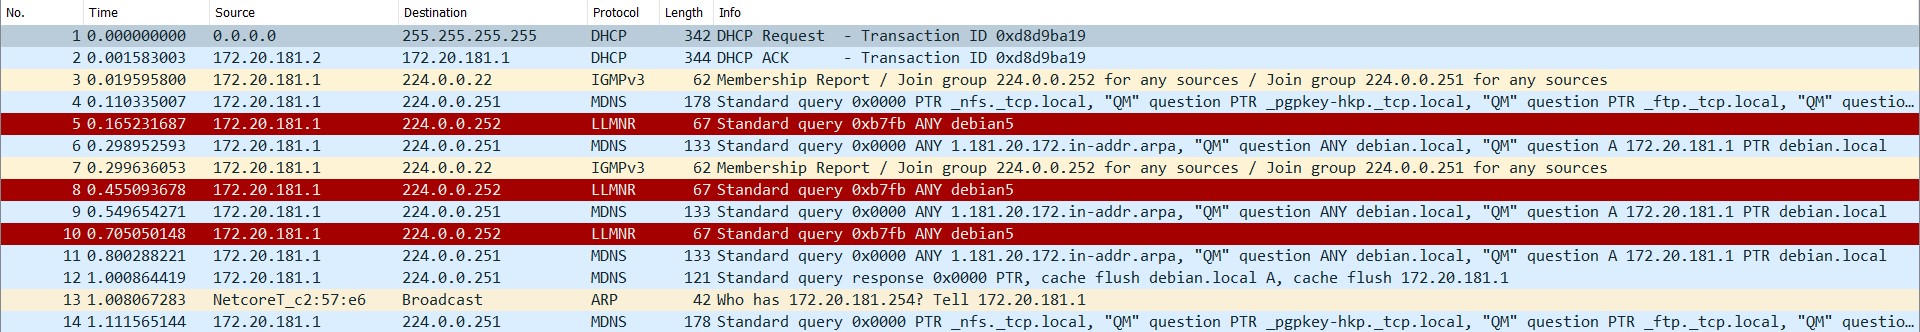 No. Time Source Destination Protocol Length Info
1 0.000000000 0.0.0.0 255.255.255.255 DHCP 342 DHCP Request - Transaction ID 0xd8d9ba19
2 0.001583003 172.20.181.2 172.20.181.1 DHCP 344 DHCP ACK - Transaction ID 0xd8d9ba19
3 0.019595800 172.20.181.1 224.0.0.22 IGMPv3 62 Membership Report / Join group 224.0.0.252 for any sources / Join group 224.0.0.251 for any sources
4 0.110335007 172.20.181.1 224.0.0.251 MDNS 178 Standard query 0x0000 PTR _nfs._tcp.local, "QM" question PTR _pgpkey-hkp._tcp.local, "QM" question PTR _ftp._tcp.local, "QM" questio…
5 0.165231687 172.20.181.1 224.0.0.252 LLMNR 67 Standard query 0xb7fb ANY debian5
6 0.298952593 172.20.181.1 224.0.0.251 MDNS 133 Standard query 0x0000 ANY 1.181.20.172.in-addr.arpa, "QM" question ANY debian.local, "QM" question A 172.20.181.1 PTR debian.local
7 0.299636053 172.20.181.1 224.0.0.22 IGMPv3 62 Membership Report / Join group 224.0.0.252 for any sources / Join group 224.0.0.251 for any sources
8 0.455093678 172.20.181.1 224.0.0.252 LLMNR 67 Standard query 0xb7fb ANY debian5
9 0.549654271 172.20.181.1 224.0.0.251 MDNS 133 Standard query 0x0000 ANY 1.181.20.172.in-addr.arpa, "QM" question ANY debian.local, "QM" question A 172.20.181.1 PTR debian.local
10 0.705050148 172.20.181.1 224.0.0.252 LLMNR 67 Standard query 0xb7fb ANY debian5
11 0.800288221 172.20.181.1 224.0.0.251 MDNS 133 Standard query 0x0000 ANY 1.181.20.172.in-addr.arpa, "QM" question ANY debian.local, "QM" question A 172.20.181.1 PTR debian.local
12 1.000864419 172.20.181.1 224.0.0.251 MDNS 121 Standard query response 0x0000 PTR, cache flush debian.local A, cache flush 172.20.181.1
13 1.008067283 NetcoreT_c2:57:e6 Broadcast ARP 42 Who has 172.20.181.254? Tell 172.20.181.1
14 1.111565144 172.20.181.1 224.0.0.251 MDNS 178 Standard query 0x0000 PTR _nfs._tcp.local, "QM" question PTR _pgpkey-hkp._tcp.local, "QM" question PTR _ftp._tcp.local, "QM" questio…